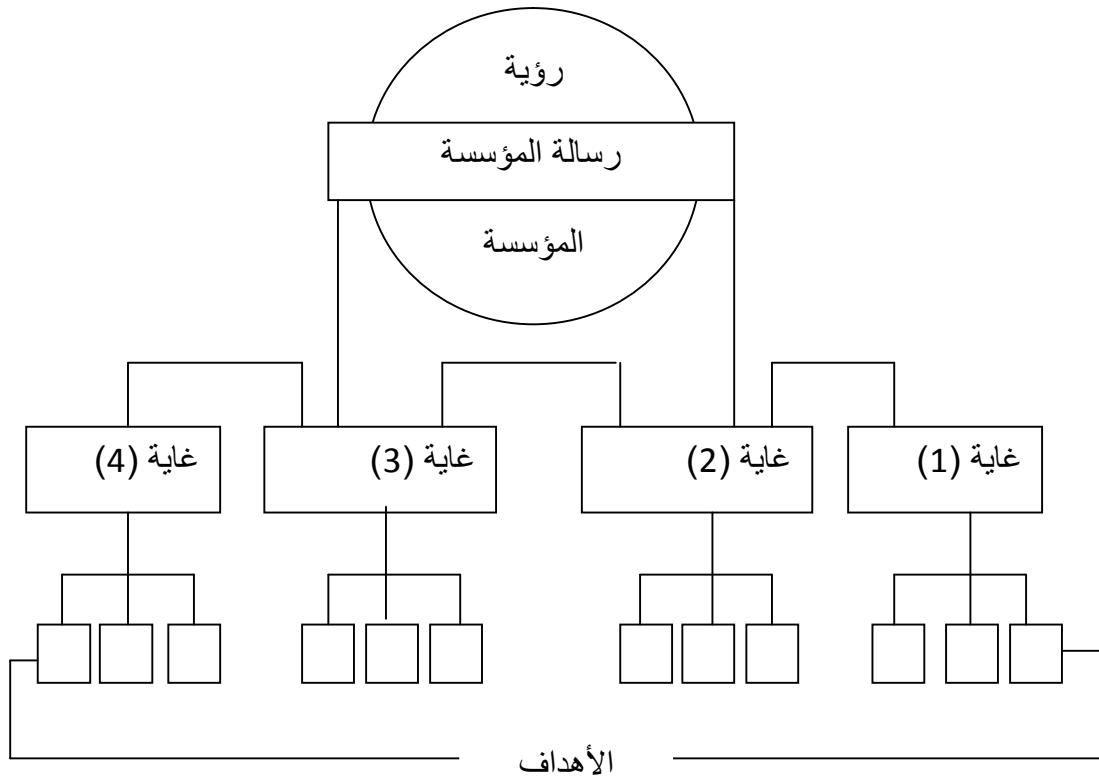 رؤية
رسالة المؤسسة
المؤسسة
غاية (1)
غاية (2)
غاية (3)
غاية (4)
الأهداف